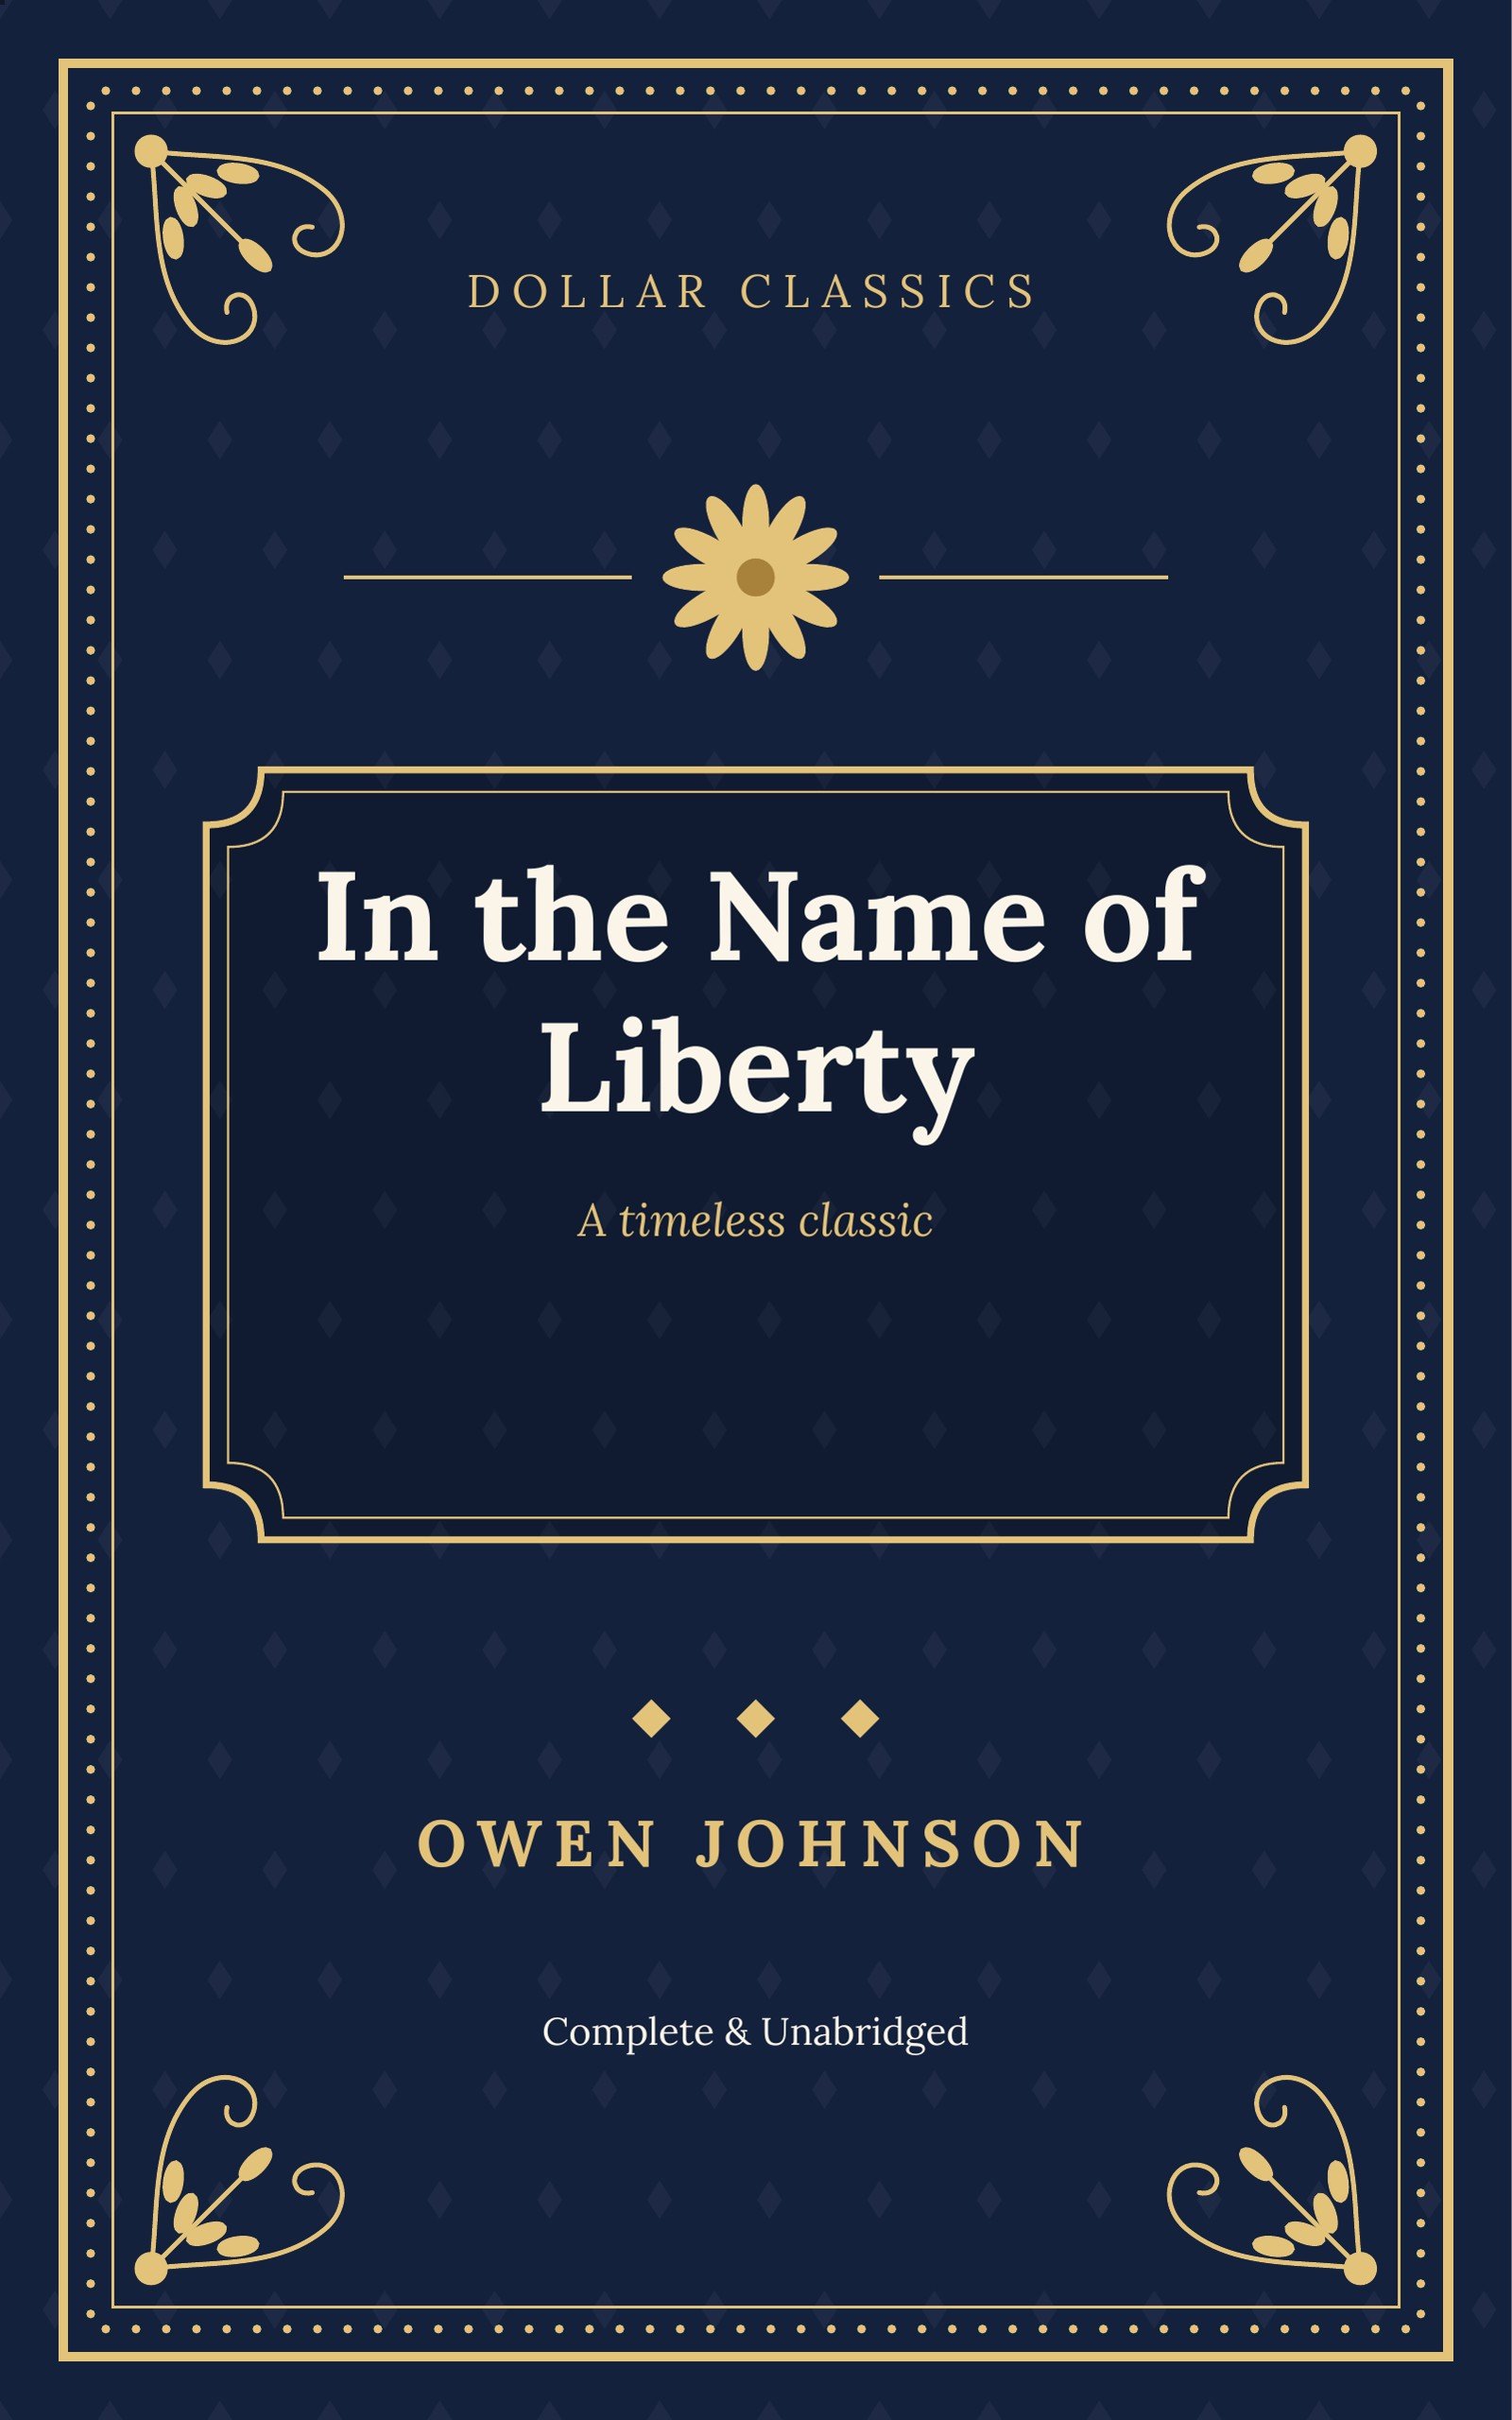 DOLLAR CLASSICS
In the Name of
Liberty
A timeless classic
OWEN JOHNSON
Complete & Unabridged